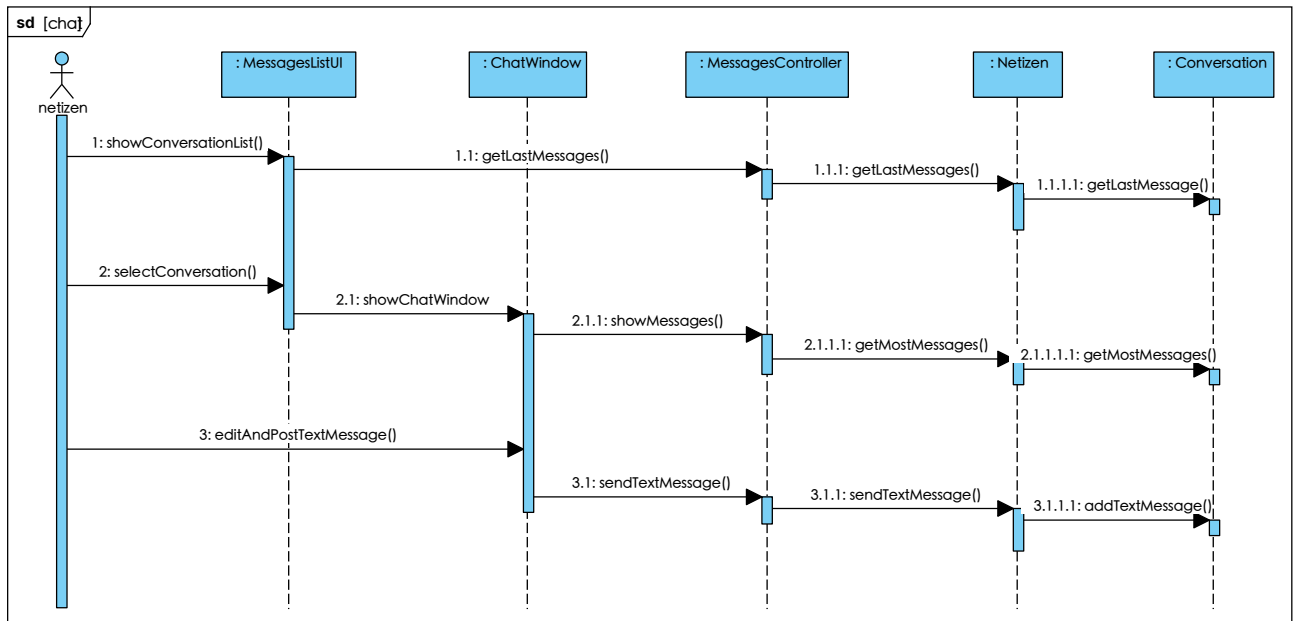 sd [chat]
: MessagesListUI
: ChatWindow
: MessagesController
: Netizen
: Conversation
netizen
1: showConversationList()
1.1: getLastMessages()
1.1.1: getLastMessages()
1.1.1.1: getLastMessage()
2: selectConversation()
2.1: showChatWindow
2.1.1: showMessages()
2.1.1.1: getMostMessages()
2.1.1.1.1: getMostMessages()
3: editAndPostTextMessage()
3.1: sendTextMessage()
3.1.1: sendTextMessage()
3.1.1.1: addTextMessage()